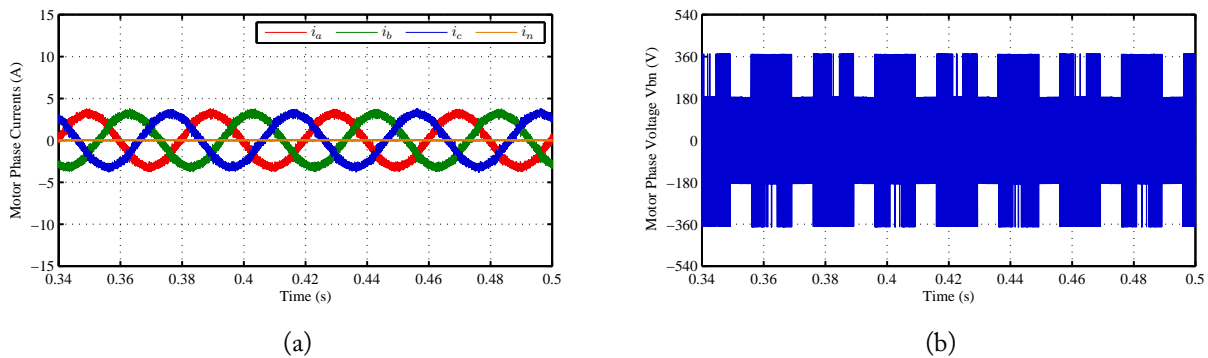 15
10
5
0
−5
−10
−15
Motor Phase Currents (A)
i_a i_b i_c i_n
0.34 0.36 0.38 0.4 0.42 0.44 0.46 0.48 0.5
Time (s)
(a)
540
360
180
0
−180
−360
−540
Motor Phase Voltage Vbn (V)
0.34 0.36 0.38 0.4 0.42 0.44 0.46 0.48 0.5
Time (s)
(b)